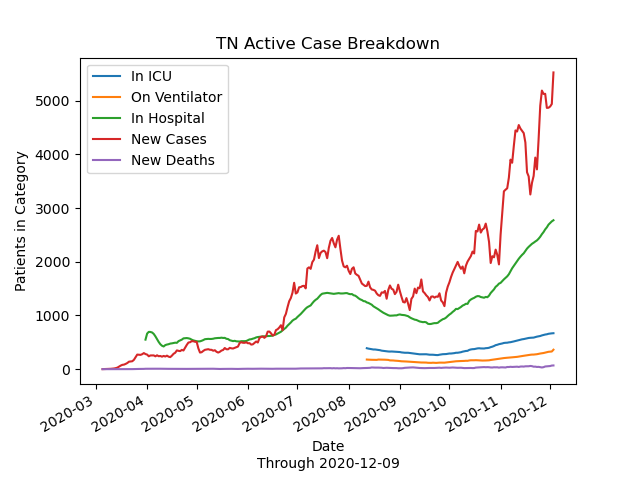 TN Active Case Breakdown
In ICU
On Ventilator
In Hospital
New Cases
New Deaths
Patients in Category
5000
4000
3000
2000
1000
0
2020-03
2020-04
2020-05
2020-06
2020-07
2020-08
2020-09
2020-10
2020-11
2020-12
Date
Through 2020-12-09